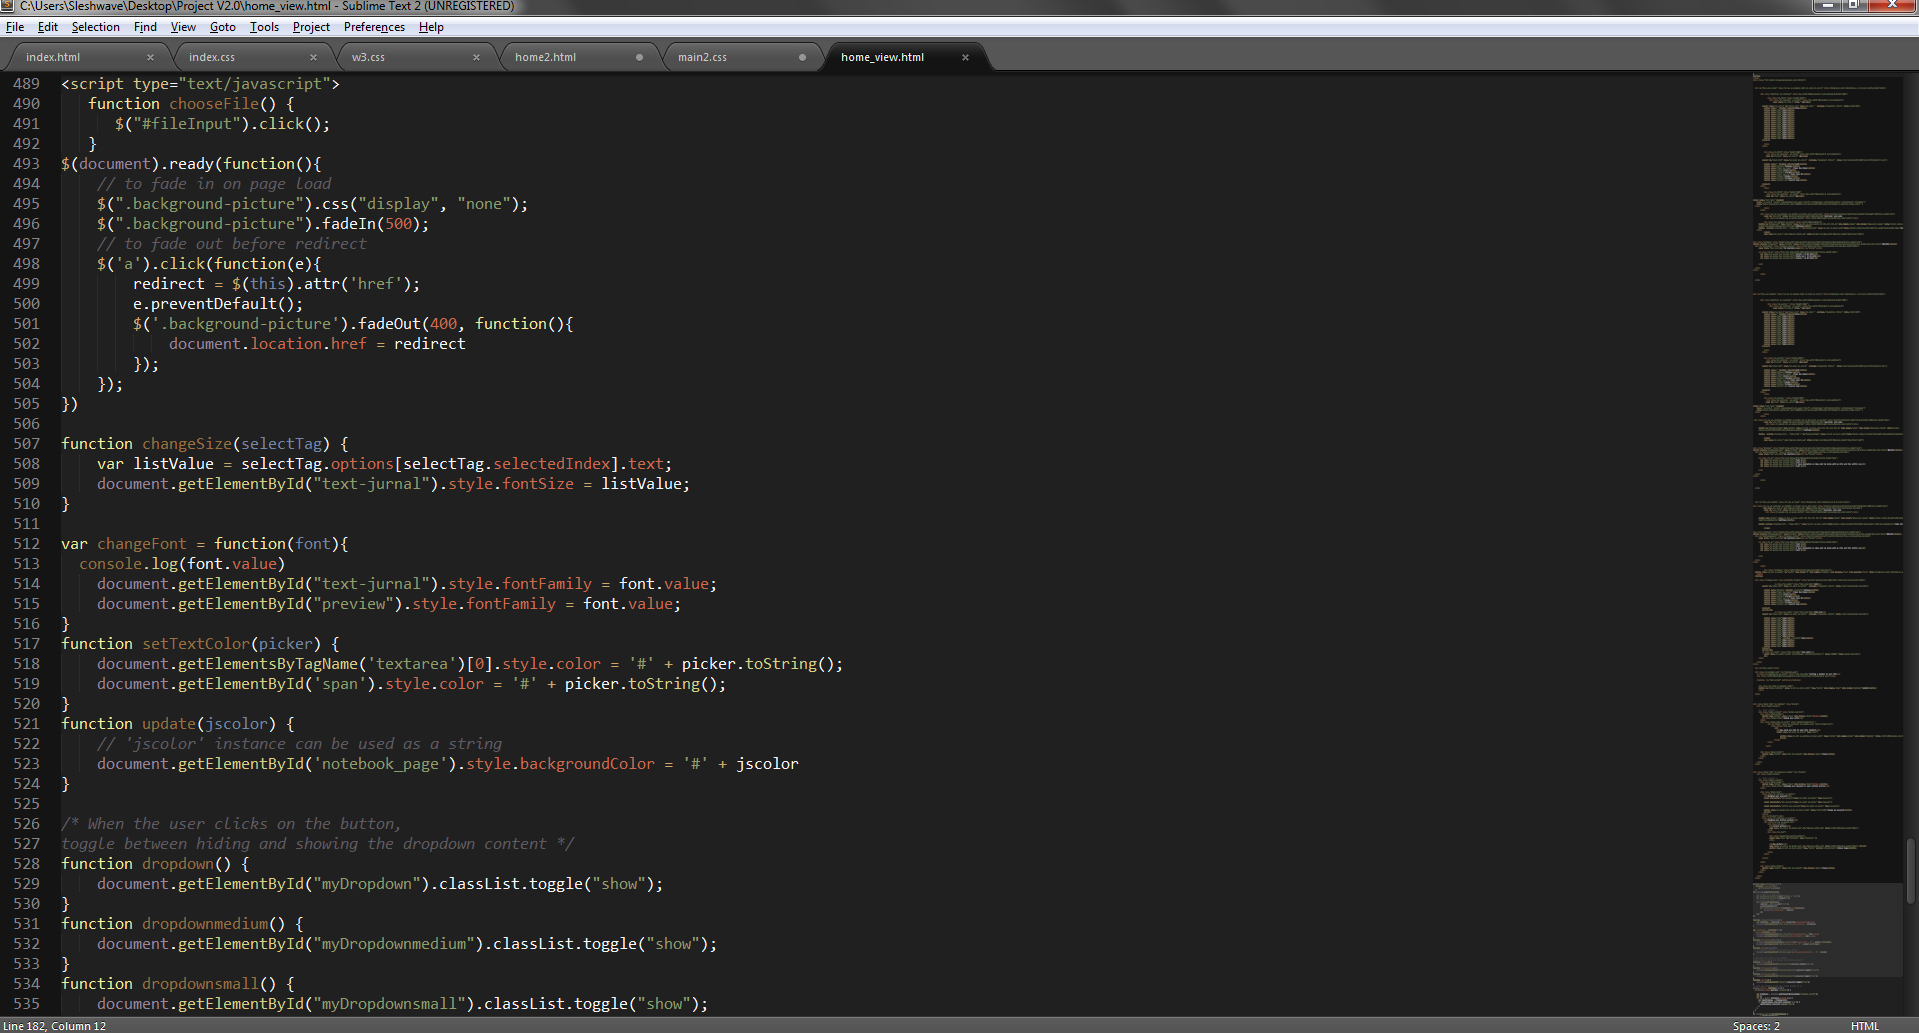 C:\Users\Sleshwave\Desktop\Project V2.0\home_view.html - Sublime Text 2 (UNREGISTERED)
File Edit Selection Find View Goto Tools Project Preferences Help
index.html × index.css × w3.css × home2.html main2.css home_view.html ×
489 <script type="text/javascript">
490 function chooseFile() {
491 $("#fileInput").click();
492 }
493 $(document).ready(function(){
494 // to fade in on page load
495 $(".background-picture").css("display", "none");
496 $(".background-picture").fadeIn(500);
497 // to fade out before redirect
498 $('a').click(function(e){
499 redirect = $(this).attr('href');
500 e.preventDefault();
501 $('.background-picture').fadeOut(400, function(){
502 document.location.href = redirect
503 });
504 });
505 })
506
507 function changeSize(selectTag) {
508 var listValue = selectTag.options[selectTag.selectedIndex].text;
509 document.getElementById("text-jurnal").style.fontSize = listValue;
510 }
511
512 var changeFont = function(font){
513 console.log(font.value)
514 document.getElementById("text-jurnal").style.fontFamily = font.value;
515 document.getElementById("preview").style.fontFamily = font.value;
516 }
517 function setTextColor(picker) {
518 document.getElementsByTagName('textarea')[0].style.color = '#' + picker.toString();
519 document.getElementById('span').style.color = '#' + picker.toString();
520 }
521 function update(jscolor) {
522 // 'jscolor' instance can be used as a string
523 document.getElementById('notebook_page').style.backgroundColor = '#' + jscolor
524 }
525
526 /* When the user clicks on the button,
527 toggle between hiding and showing the dropdown content */
528 function dropdown() {
529 document.getElementById("myDropdown").classList.toggle("show");
530 }
531 function dropdownmedium() {
532 document.getElementById("myDropdownmedium").classList.toggle("show");
533 }
534 function dropdownsmall() {
535 document.getElementById("myDropdownsmall").classList.toggle("show");
Line 182, Column 12 Spaces: 2 HTML